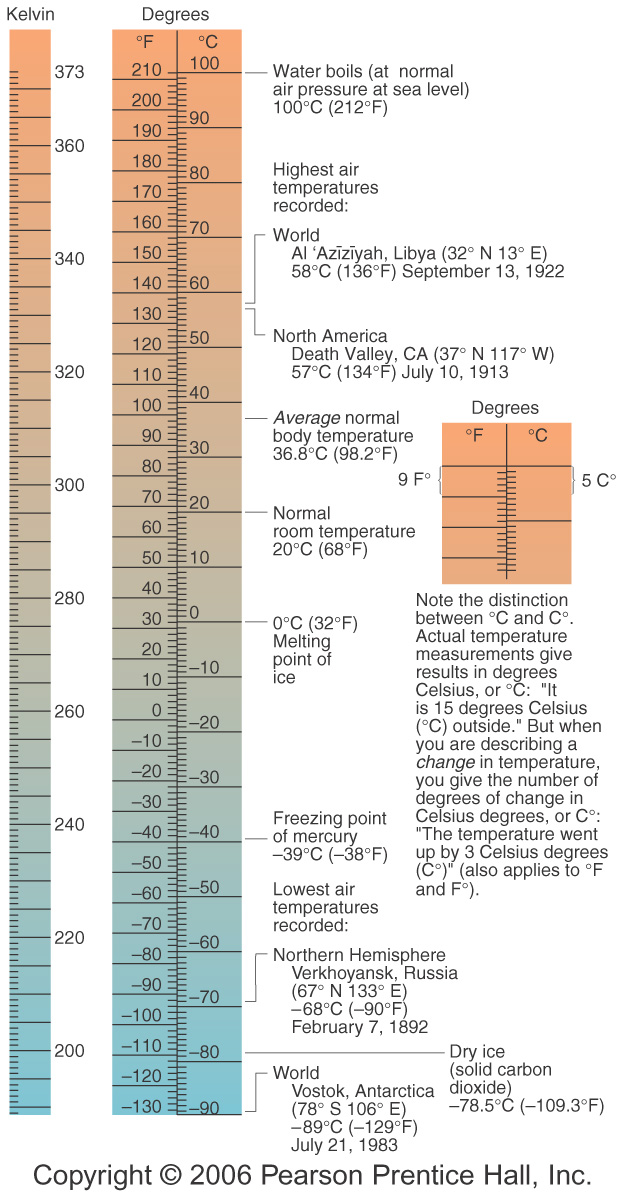 Kelvin
373
360
340
320
300
280
260
240
220
200
Degrees
°F
°C
210
200
190
180
170
160
150
140
130
120
110
100
90
80
70
60
50
40
30
20
10
0
–10
–20
–30
–40
–50
–60
–70
–80
–90
–100
–110
–120
–130
100
90
80
70
60
50
40
30
20
10
0
–10
–20
–30
–40
–50
–60
–70
–80
–90
Water boils (at normal
air pressure at sea level)
100°C (212°F)
Highest air
temperatures
recorded:
World
Al ‘Azīzīyah, Libya (32° N 13° E)
58°C (136°F) September 13, 1922
North America
Death Valley, CA (37° N 117° W)
57°C (134°F) July 10, 1913
Average normal
body temperature
36.8°C (98.2°F)
Normal
room temperature
20°C (68°F)
0°C (32°F)
Melting
point of
ice
Freezing point
of mercury
–39°C (–38°F)
Lowest air
temperatures
recorded:
Northern Hemisphere
Verkhoyansk, Russia
(67° N 133° E)
–68°C (–90°F)
February 7, 1892
World
Vostok, Antarctica
(78° S 106° E)
–89°C (–129°F)
July 21, 1983
Dry ice
(solid carbon
dioxide)
–78.5°C (–109.3°F)
Degrees
°F
°C
9 F°
5 C°
Note the distinction
between °C and C°.
Actual temperature
measurements give
results in degrees
Celsius, or °C: "It
is 15 degrees Celsius
(°C) outside." But when
you are describing a
change in temperature,
you give the number of
degrees of change in
Celsius degrees, or C°:
"The temperature went
up by 3 Celsius degrees
(C°)" (also applies to °F
and F°).
Copyright © 2006 Pearson Prentice Hall, Inc.